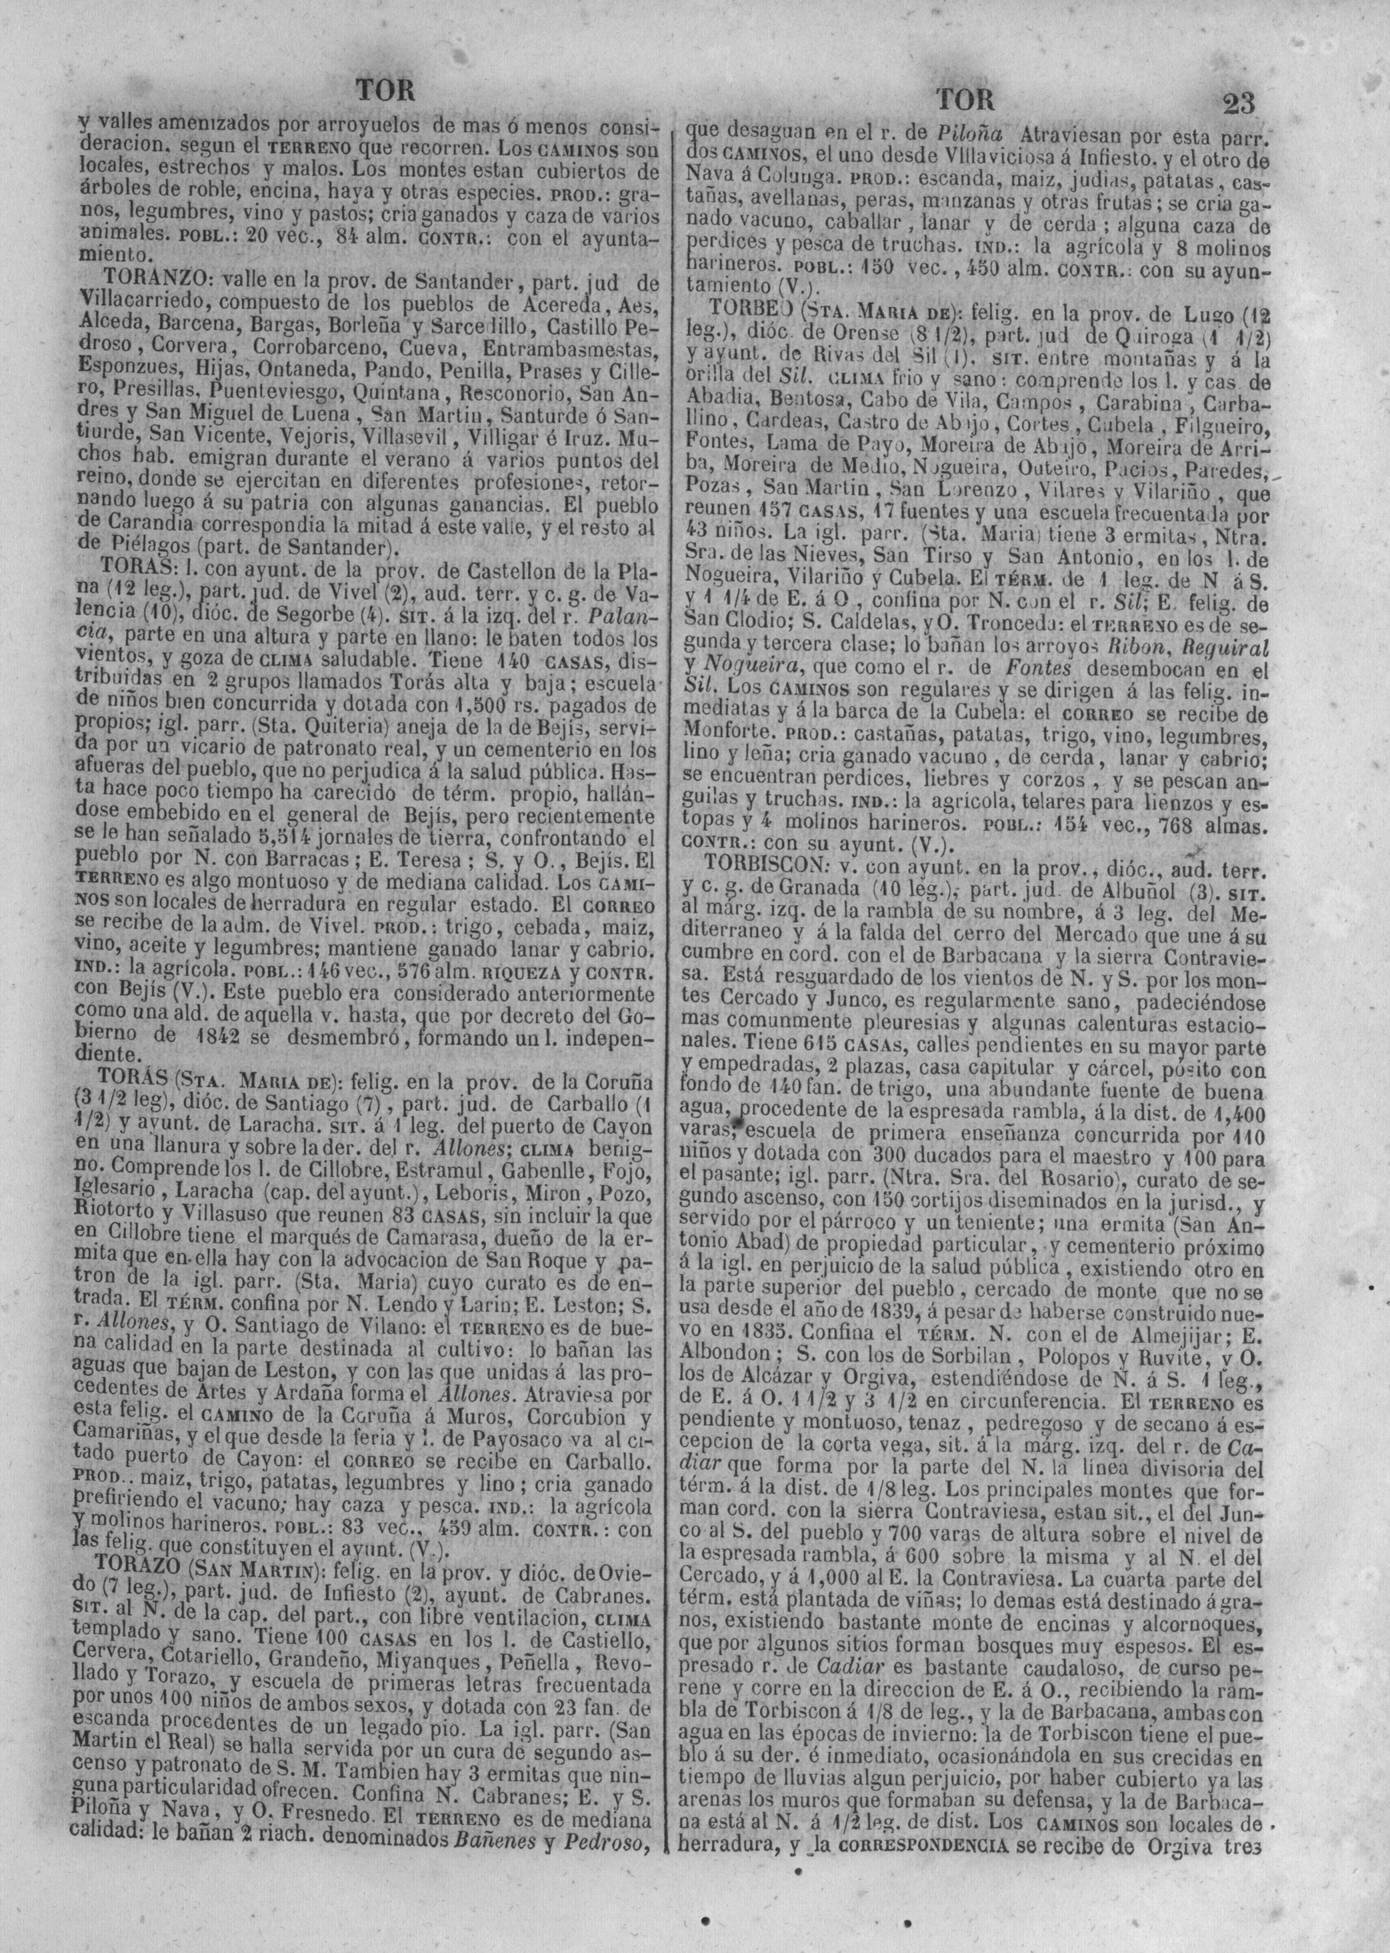 TOR
y valles amenizados por arroyuelos de mas ó menos consi-
deracion. segun el TERRENO que recorren. Los CAMINOS son
locales, estrechos y malos. Los montes estan cubiertos de
árboles de roble, encina, haya y otras especies. PROD.: gra-
nos, legumbres, vino y pastos; cria ganados y caza de varios
animales. POBL.: 20 vec., 84 alm. CONTR.: con el ayunta-
miento.
TORANZO: valle en la prov. de Santander, part. jud de
Villacarriedo, compuesto de los pueblos de Acereda, Aes,
Alceda, Barcena, Bargas, Borleña y Sarcedillo, Castillo Pe-
droso, Corvera, Corrobarceno, Cueva, Entrambasmestas,
Esponzues, Hijas, Ontaneda, Pando, Penilla, Prases y Cille-
ro, Presillas, Puenteviesgo, Quintana, Resconorio, San An-
dres y San Miguel de Luena, San Martin, Santurde ó San-
tiurde, San Vicente, Vejoris, Villasevil, Villigar é Iruz. Mu-
chos hab. emigran durante el verano á varios puntos del
reino, donde se ejercitan en diferentes profesiones, retor-
nando luego á su patria con algunas ganancias. El pueblo
de Carandia correspondia la mitad á este valle, y el resto al
de Piélagos (part. de Santander).
TORAS: l. con ayunt. de la prov. de Castellon de la Pla-
na (12 leg.), part. jud. de Vivel (2), aud. terr. y c. g. de Va-
lencia (10), dióc. de Segorbe (4). SIT. á la izq. del r. Palan-
cia, parte en una altura y parte en llano: le baten todos los
vientos, y goza de CLIMA saludable. Tiene 140 CASAS, dis-
tribuidas en 2 grupos llamados Torás alta y baja; escuela
de niños bien concurrida y dotada con 1,500 rs. pagados de
propios; igl. parr. (Sta. Quiteria) aneja de la de Bejís, servi-
da por un vicario de patronato real, y un cementerio en los
afueras del pueblo, que no perjudica á la salud pública. Has-
ta hace poco tiempo ha carecido de térm. propio, hallán-
dose embebido en el general de Bejís, pero recientemente
se le han señalado 5,514 jornales de tierra, confrontando el
pueblo por N. con Barracas; E. Teresa; S. y O., Bejís. El
TERRENO es algo montuoso y de mediana calidad. Los CAMI-
NOS son locales de herradura en regular estado. El CORREO
se recibe de la adm. de Vivel. PROD.: trigo, cebada, maiz,
vino, aceite y legumbres; mantiene ganado lanar y cabrio.
IND.: la agrícola. POBL.: 146 vec., 576 alm. RIQUEZA y CONTR.
con Bejís (V.). Este pueblo era considerado anteriormente
como una ald. de aquella v. hasta, que por decreto del Go-
bierno de 1842 se desmembró, formando un l. indepen-
diente.
TORÁS (STA. MARIA DE): felig. en la prov. de la Coruña
(3 1/2 leg), dióc. de Santiago (7), part. jud. de Carballo (1
1/2) y ayunt. de Laracha. SIT. á 1 leg. del puerto de Cayon
en una llanura y sobre la der. del r. Allones; CLIMA benig-
no. Comprende los l. de Cillobre, Estramul, Gabenlle, Fojo,
Iglesario, Laracha (cap. del ayunt.), Leboris, Miron, Pozo,
Riotorto y Villasuso que reunen 83 CASAS, sin incluir la que
en Cillobre tiene el marqués de Camarasa, dueño de la er-
mita que en ella hay con la advocacion de San Roque y pa-
tron de la igl. parr. (Sta. Maria) cuyo curato es de en-
trada. El TÉRM. confina por N. Lendo y Larin; E. Leston; S.
r. Allones, y O. Santiago de Vilano: el TERRENO es de bue-
na calidad en la parte destinada al cultivo: lo bañan las
aguas que bajan de Leston, y con las que unidas á las pro-
cedentes de Artes y Ardaña forma el Allones. Atraviesa por
esta felig. el CAMINO de la Coruña á Muros, Corcubion y
Camariñas, y el que desde la feria y l. de Payosaco va al ci-
tado puerto de Cayon: el CORREO se recibe en Carballo.
PROD.: maiz, trigo, patatas, legumbres y lino; cria ganado
prefiriendo el vacuno; hay caza y pesca. IND.: la agrícola
y molinos harineros. POBL.: 83 vec., 459 alm. CONTR.: con
las felig. que constituyen el ayunt. (V.).
TORAZO (SAN MARTIN): felig. en la prov. y dióc. de Ovie-
do (7 leg.), part. jud. de Infiesto (2), ayunt. de Cabranes.
SIT. al N. de la cap. del part., con libre ventilacion, CLIMA
templado y sano. Tiene 100 CASAS en los l. de Castiello,
Cervera, Cotariello, Grandeño, Miyanques, Peñella, Revo-
llado y Torazo, y escuela de primeras letras frecuentada
por unos 100 niños de ambos sexos, y dotada con 23 fan. de
escanda procedentes de un legado pio. La igl. parr. (San
Martin el Real) se halla servida por un cura de segundo as-
censo y patronato de S. M. Tambien hay 3 ermitas que nin-
guna particularidad ofrecen. Confina N. Cabranes; E. y S.
Piloña y Nava, y O. Fresnedo. El TERRENO es de mediana
calidad: le bañan 2 riach. denominados Bañenes y Pedroso,
TOR 23
que desaguan en el r. de Piloña Atraviesan por esta parr.
dos CAMINOS, el uno desde Villaviciosa á Infiesto. y el otro de
Nava á Colunga. PROD.: escanda, maiz, judias, patatas, cas-
tañas, avellanas, peras, manzanas y otras frutas; se cria ga-
nado vacuno, caballar, lanar y de cerda; alguna caza de
perdices y pesca de truchas. IND.: la agrícola y 8 molinos
harineros. POBL.: 150 vec., 450 alm. CONTR.: con su ayun-
tamiento (V.).
TORBEO (STA. MARIA DE): felig. en la prov. de Lugo (12
leg.), dióc. de Orense (8 1/2), part. jud de Quiroga (1 1/2)
y ayunt. de Rivas del Sil (1). SIT. entre montañas y á la
orilla del Sil. CLIMA frio y sano: comprende los l. y cas. de
Abadia, Bentosa, Cabo de Vila, Campos, Carabina, Carba-
llino, Cardeas, Castro de Abajo, Cortes, Cubela, Filgueiro,
Fontes, Lama de Payo, Moreira de Abajo, Moreira de Arri-
ba, Moreira de Medio, Nogueira, Outeiro, Pacios, Paredes,
Pozas, San Martin, San Lorenzo, Vilares y Vilariño, que
reunen 157 CASAS, 17 fuentes y una escuela frecuentada por
43 niños. La igl. parr. (Sta. Maria) tiene 3 ermitas, Ntra.
Sra. de las Nieves, San Tirso y San Antonio, en los l. de
Nogueira, Vilariño y Cubela. El TÉRM. de 1 leg. de N á S.
y 1 1/4 de E. á O, confina por N. con el r. Sil; E. felig. de
San Clodio; S. Caldelas, y O. Tronceda: el TERRENO es de se-
gunda y tercera clase; lo bañan los arroyos Ribon, Reguiral
y Nogueira, que como el r. de Fontes desembocan en el
Sil. Los CAMINOS son regulares y se dirigen á las felig. in-
mediatas y á la barca de la Cubela: el CORREO se recibe de
Monforte. PROD.: castañas, patatas, trigo, vino, legumbres,
lino y leña; cria ganado vacuno, de cerda, lanar y cabrio;
se encuentran perdices, liebres y corzos, y se pescan an-
guilas y truchas. IND.: la agrícola, telares para lienzos y es-
topas y 4 molinos harineros. POBL.: 154 vec., 768 almas.
CONTR.: con su ayunt. (V.).
TORBISCON: v. con ayunt. en la prov., dióc., aud. terr.
y c. g. de Granada (10 leg.), part. jud. de Albuñol (3). SIT.
al márg. izq. de la rambla de su nombre, á 3 leg. del Me-
diterraneo y á la falda del cerro del Mercado que une á su
cumbre en cord. con el de Barbacana y la sierra Contravie-
sa. Está resguardado de los vientos de N. y S. por los mon-
tes Cercado y Junco, es regularmente sano, padeciéndose
mas comunmente pleuresias y algunas calenturas estacio-
nales. Tiene 615 CASAS, calles pendientes en su mayor parte
y empedradas, 2 plazas, casa capitular y cárcel, pósito con
fondo de 140 fan. de trigo, una abundante fuente de buena
agua, procedente de la espresada rambla, á la dist. de 1,400
varas; escuela de primera enseñanza concurrida por 110
niños y dotada con 300 ducados para el maestro y 100 para
el pasante; igl. parr. (Ntra. Sra. del Rosario), curato de se-
gundo ascenso, con 150 cortijos diseminados en la jurisd., y
servido por el párroco y un teniente; una ermita (San An-
tonio Abad) de propiedad particular, y cementerio próximo
á la igl. en perjuicio de la salud pública, existiendo otro en
la parte superior del pueblo, cercado de monte que no se
usa desde el año de 1839, á pesar de haberse construido nue-
vo en 1835. Confina el TÉRM. N. con el de Almejijar; E.
Albondon; S. con los de Sorbilan, Polopos y Ruvite, y O.
los de Alcázar y Orgiva, estendiéndose de N. á S. 1 leg.,
de E. á O. 1 1/2 y 3 1/2 en circunferencia. El TERRENO es
pendiente y montuoso, tenaz, pedregoso y de secano á es-
cepcion de la corta vega, sit. á la márg. izq. del r. de Ca-
diar que forma por la parte del N. la linea divisoria del
térm. á la dist. de 1/8 leg. Los principales montes que for-
man cord. con la sierra Contraviesa, estan sit., el del Jun-
co al S. del pueblo y 700 varas de altura sobre el nivel de
la espresada rambla, á 600 sobre la misma y al N. el del
Cercado, y á 1,000 al E. la Contraviesa. La cuarta parte del
térm. está plantada de viñas; lo demas está destinado á gra-
nos, existiendo bastante monte de encinas y alcornoques,
que por algunos sitios forman bosques muy espesos. El es-
presado r. de Cadiar es bastante caudaloso, de curso pe-
rene y corre en la direccion de E. á O., recibiendo la ram-
bla de Torbiscon á 1/8 de leg., y la de Barbacana, ambas con
agua en las épocas de invierno: la de Torbiscon tiene el pue-
blo á su der. é inmediato, ocasionándola en sus crecidas en
tiempo de lluvias algun perjuicio, por haber cubierto ya las
arenas los muros que formaban su defensa, y la de Barbaca-
na está al N. á 1/2 leg. de dist. Los CAMINOS son locales de
herradura, y la CORRESPONDENCIA se recibe de Orgiva tres